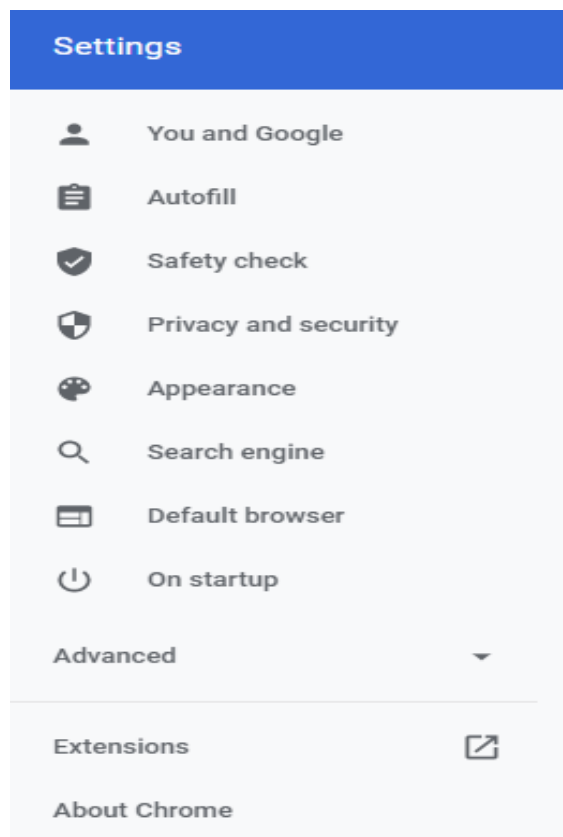 Settings
You and Google
Autofill
Safety check
Privacy and security
Appearance
Search engine
Default browser
On startup
Advanced
Extensions
About Chrome